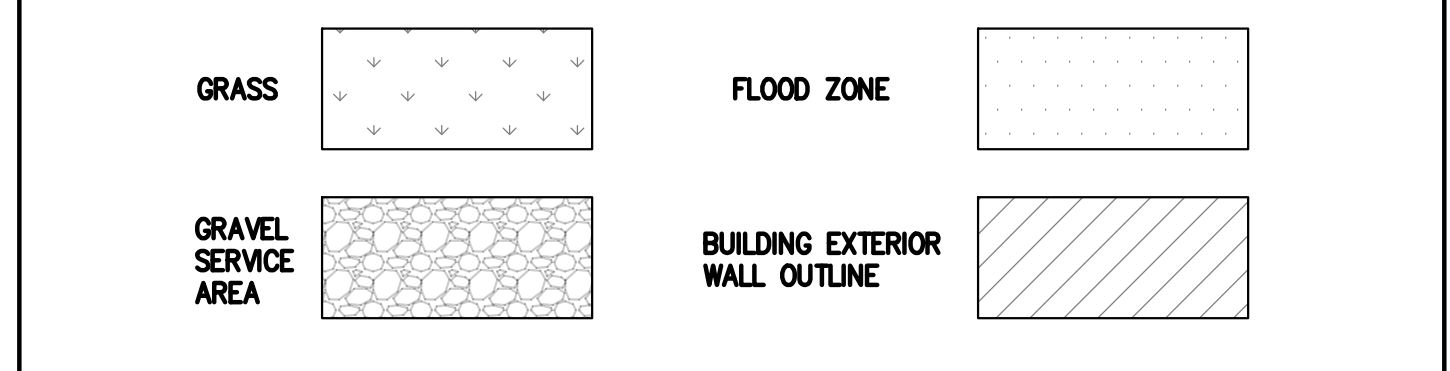 GRASS
FLOOD ZONE
GRAVEL
SERVICE
AREA
BUILDING EXTERIOR
WALL OUTLINE